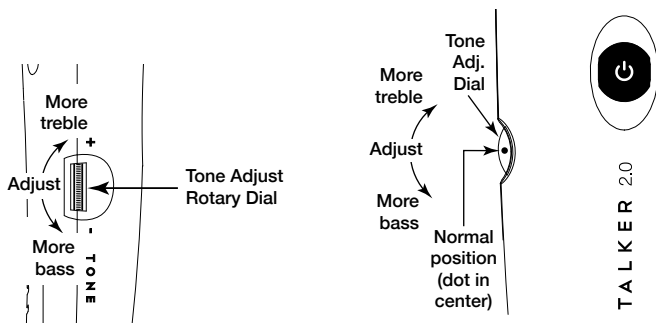 More
treble
+
Adjust
More
bass
-
TONE
Tone Adjust
Rotary Dial
Tone
Adj.
Dial
More
treble
Adjust
More
bass
Normal
position
(dot in
center)
TALKER 2.0